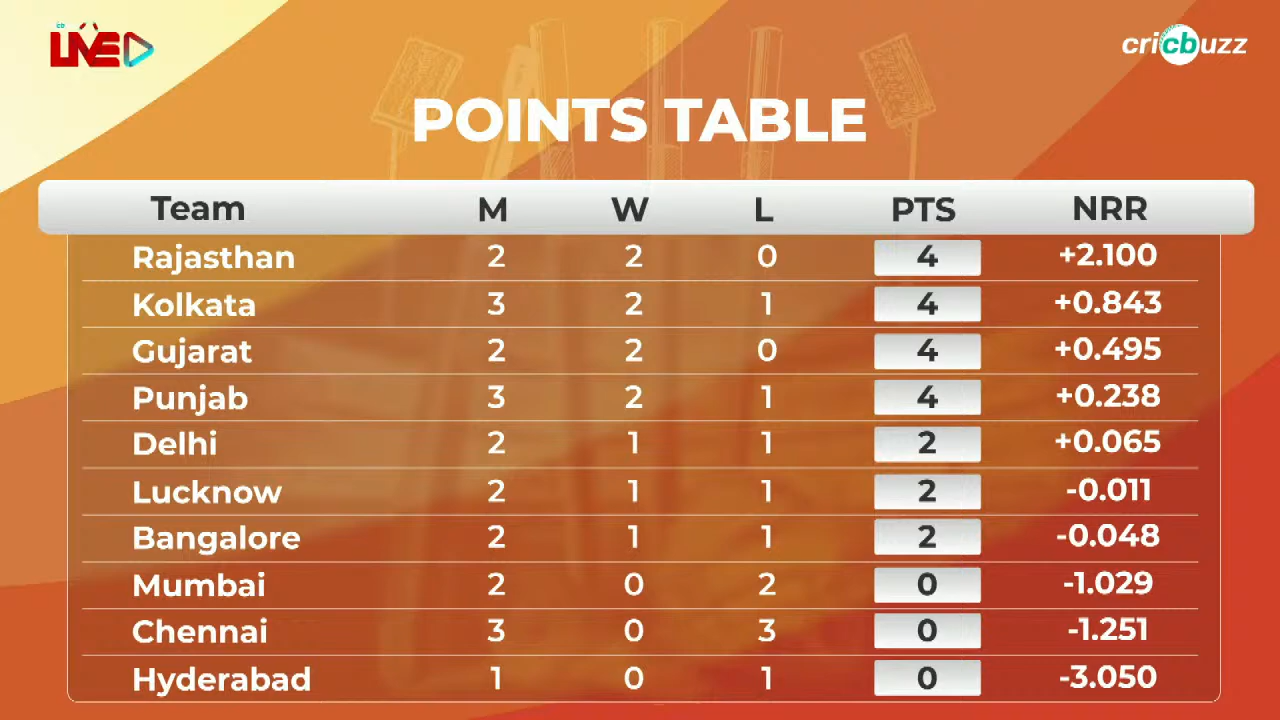 LIVE
cricbuzz
POINTS TABLE
Team M W L PTS NRR
Rajasthan 2 2 0 4 +2.100
Kolkata 3 2 1 4 +0.843
Gujarat 2 2 0 4 +0.495
Punjab 3 2 1 4 +0.238
Delhi 2 1 1 2 +0.065
Lucknow 2 1 1 2 -0.011
Bangalore 2 1 1 2 -0.048
Mumbai 2 0 2 0 -1.029
Chennai 3 0 3 0 -1.251
Hyderabad 1 0 1 0 -3.050